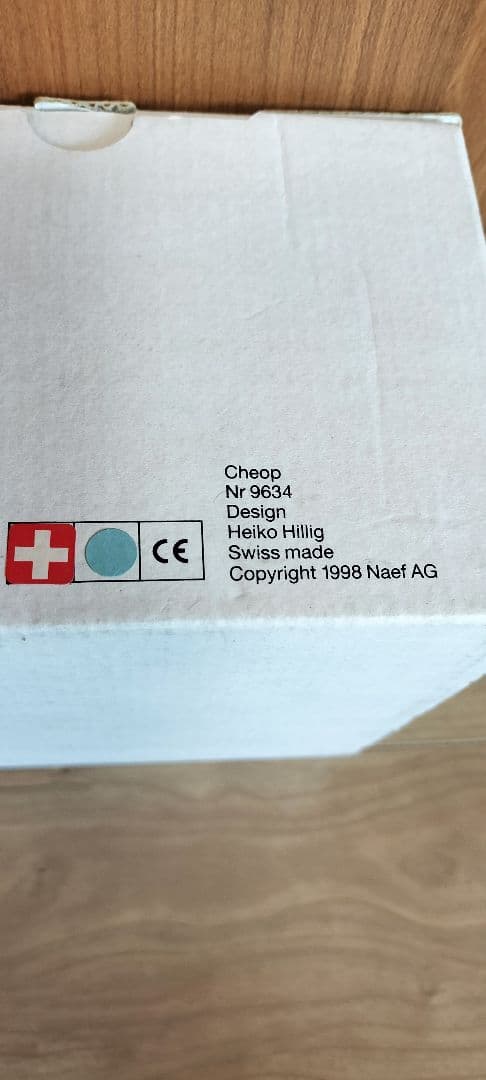 Cheop
Nr 9634
Design
Heiko Hillig
Swiss made
Copyright 1998 Naef AG
CE